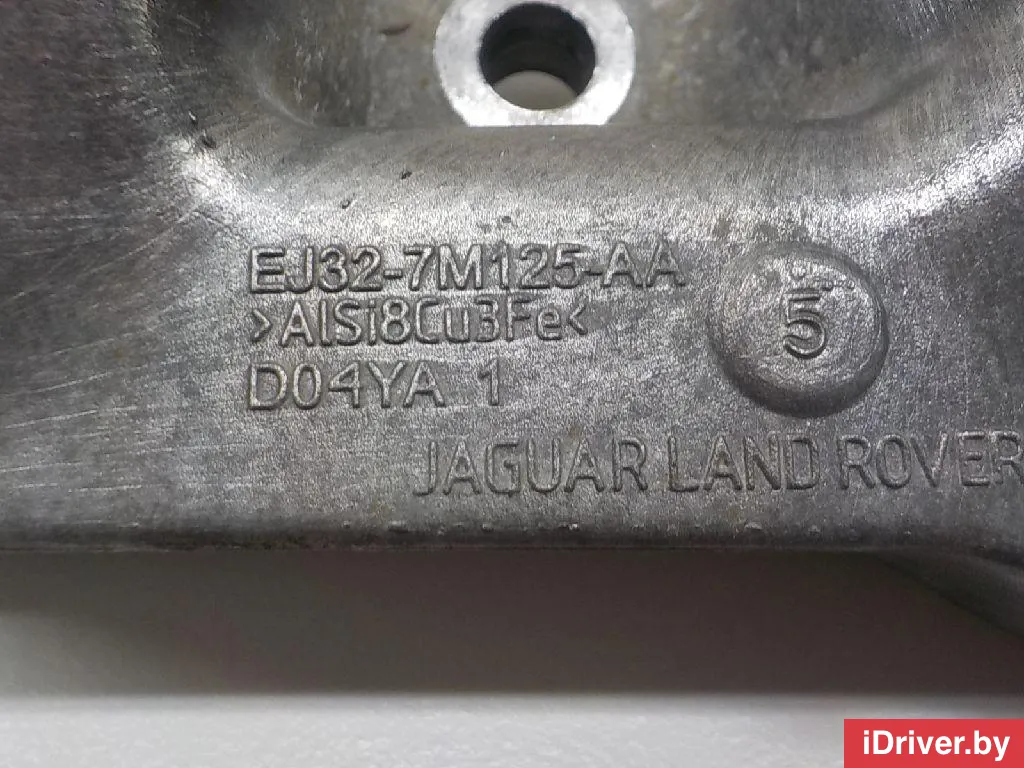 EJ32-7M125-AA
>AlSi8Cu3Fe<
5
D04YA 1
JAGUAR LAND ROVER
iDriver.by